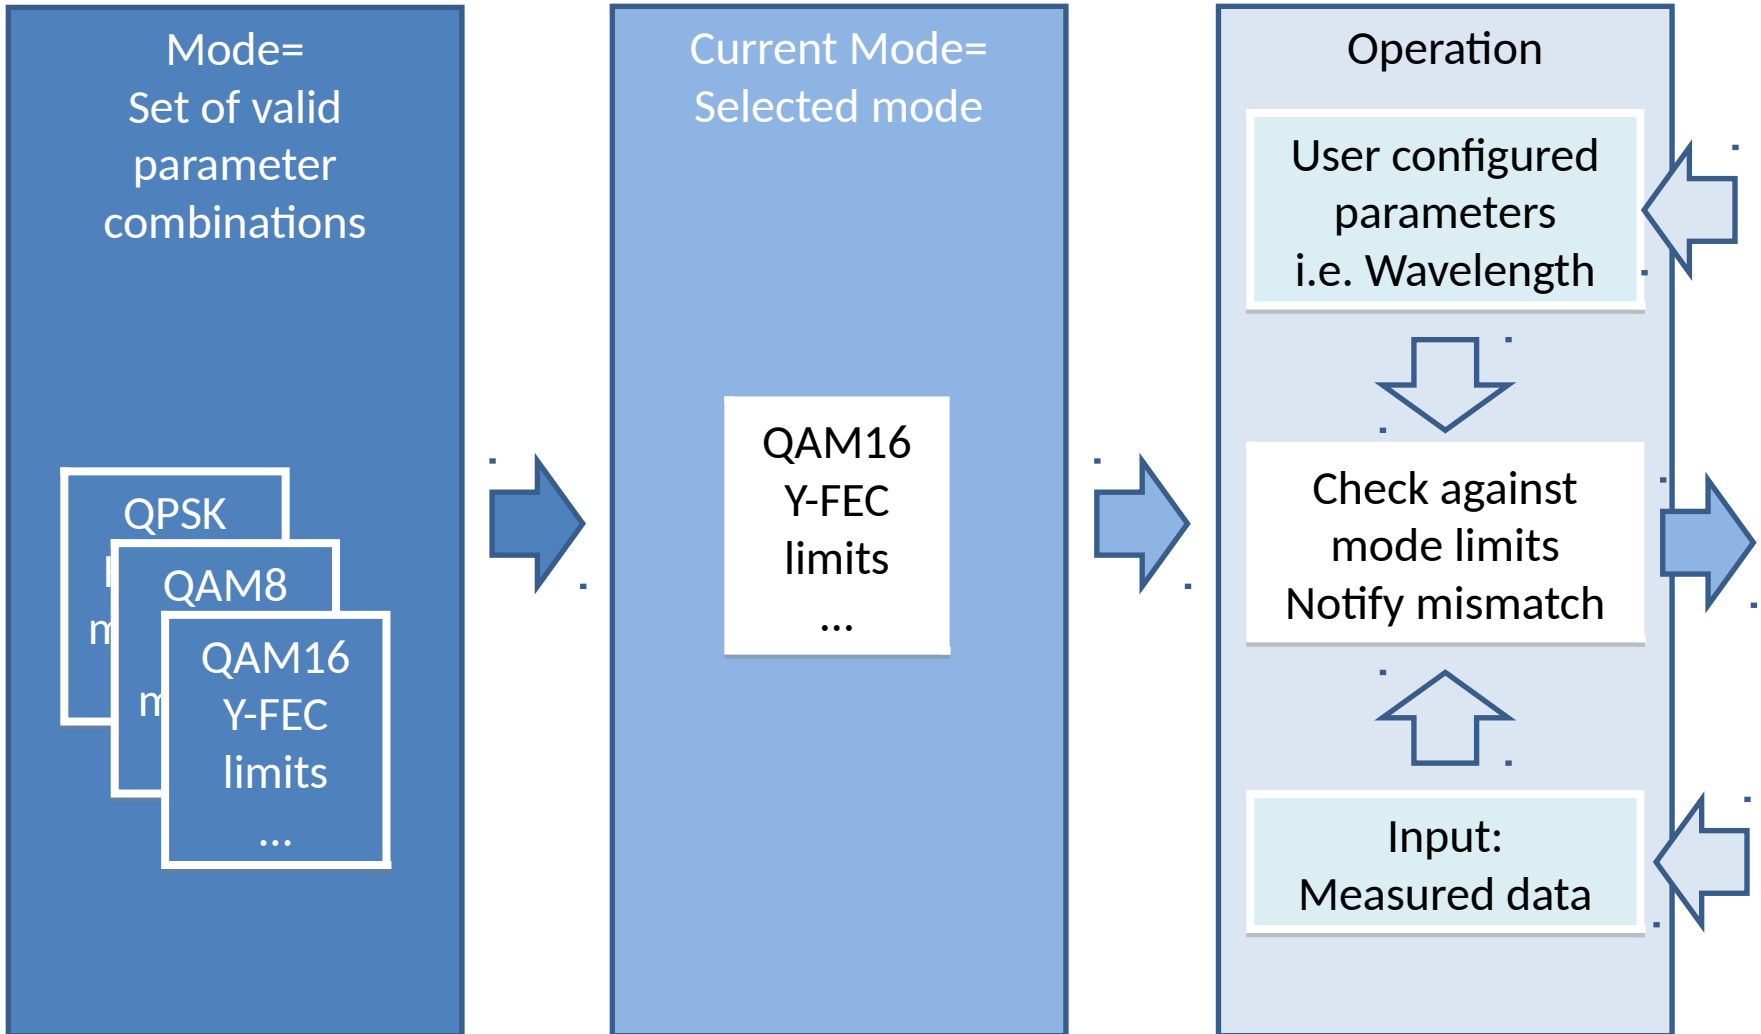 Mode=
Set of valid
parameter
combinations
QPSK
QAM8
QAM16
Y-FEC
limits
...
Current Mode=
Selected mode
QAM16
Y-FEC
limits
...
Operation
User configured
parameters
i.e. Wavelength
Check against
mode limits
Notify mismatch
Input:
Measured data